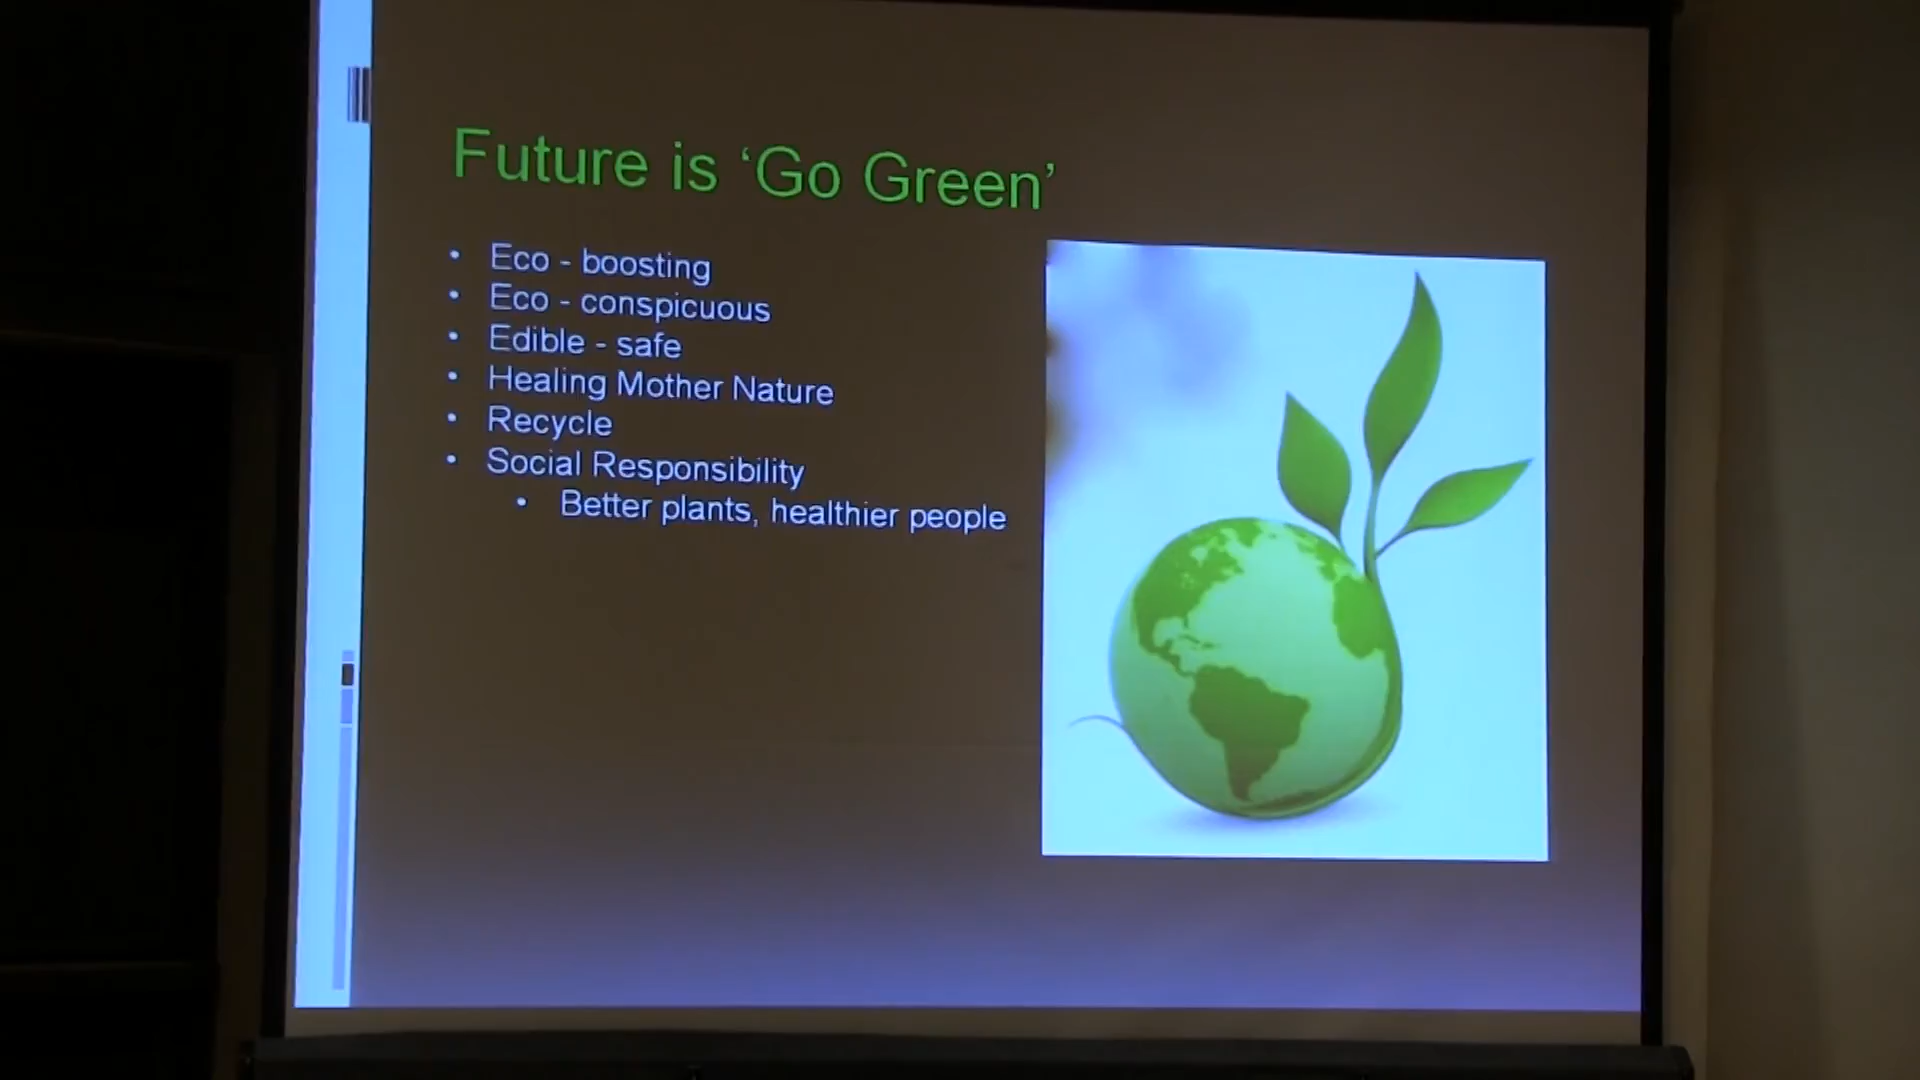 Future is ‘Go Green’
• Eco - boosting
• Eco - conspicuous
• Edible - safe
• Healing Mother Nature
• Recycle
• Social Responsibility
• Better plants, healthier people